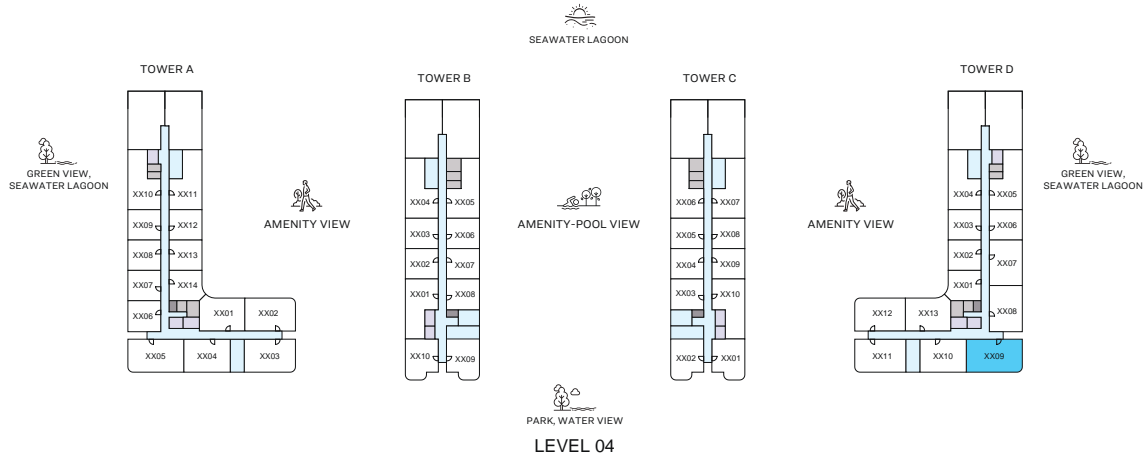 SEAWATER LAGOON
TOWER A
TOWER B
TOWER C
TOWER D
GREEN VIEW,
SEAWATER LAGOON
AMENITY VIEW
AMENITY-POOL VIEW
AMENITY VIEW
GREEN VIEW,
SEAWATER LAGOON
XX10 XX11
XX09 XX12
XX08 XX13
XX07 XX14
XX06 XX01 XX02
XX05 XX04 XX03
XX04 XX05
XX03 XX06
XX02 XX07
XX01 XX08
XX10 XX09
XX06 XX07
XX05 XX08
XX04 XX09
XX03 XX10
XX02 XX01
XX04 XX05
XX03 XX06
XX02 XX07
XX01
XX12 XX13 XX08
XX11 XX10 XX09
PARK, WATER VIEW
LEVEL 04